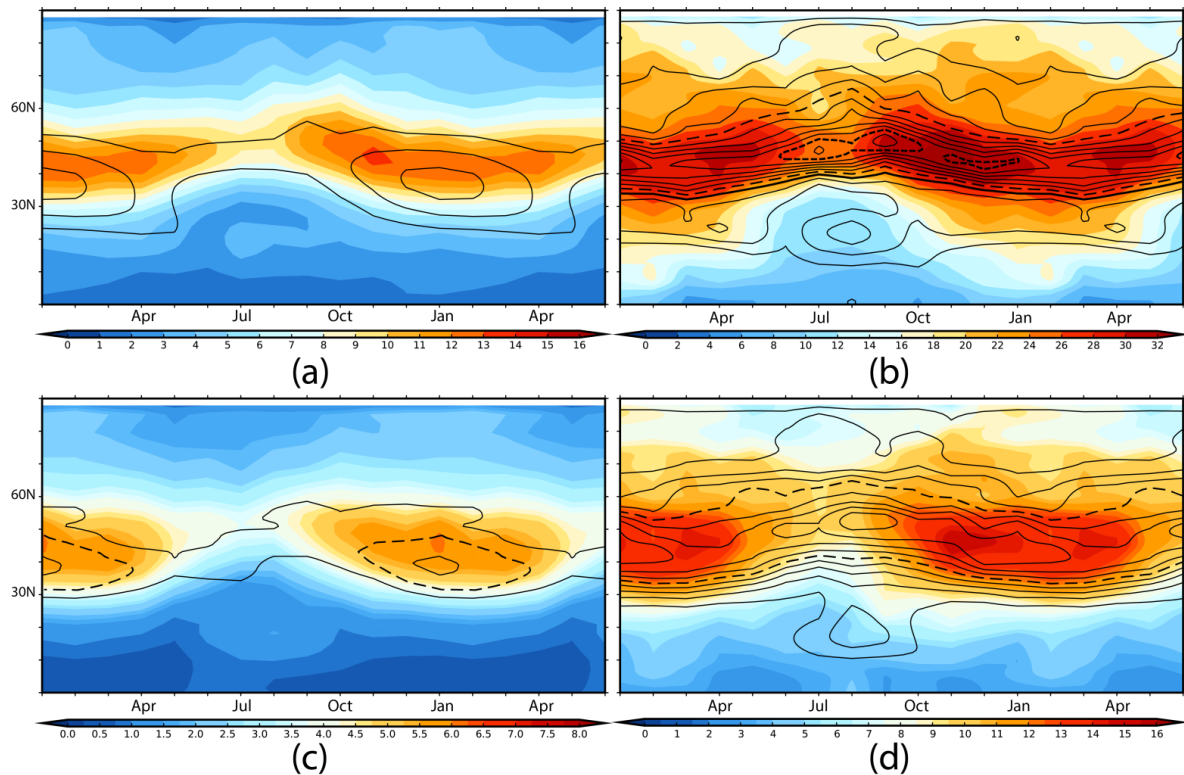 60N
30N
Apr Jul Oct Jan Apr
0 1 2 3 4 5 6 7 8 9 10 11 12 13 14 15 16
(a)
Apr Jul Oct Jan Apr
0 2 4 6 8 10 12 14 16 18 20 22 24 26 28 30 32
(b)
60N
30N
Apr Jul Oct Jan Apr
0.0 0.5 1.0 1.5 2.0 2.5 3.0 3.5 4.0 4.5 5.0 5.5 6.0 6.5 7.0 7.5 8.0
(c)
Apr Jul Oct Jan Apr
0 1 2 3 4 5 6 7 8 9 10 11 12 13 14 15 16
(d)